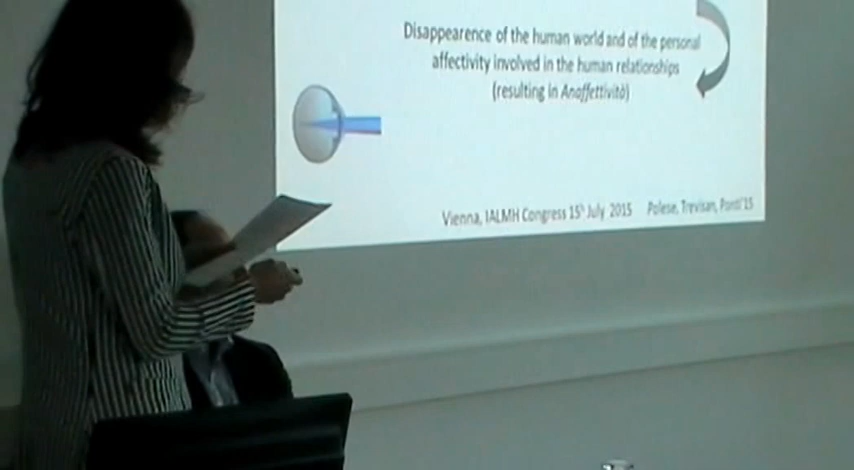 Disappearence of the human world and of the personal
affectivity involved in the human relationships
(resulting in Anaffettività)
Vienna, IALMH Congress 15th July 2015 Polese, Trevisan, Ponti'15